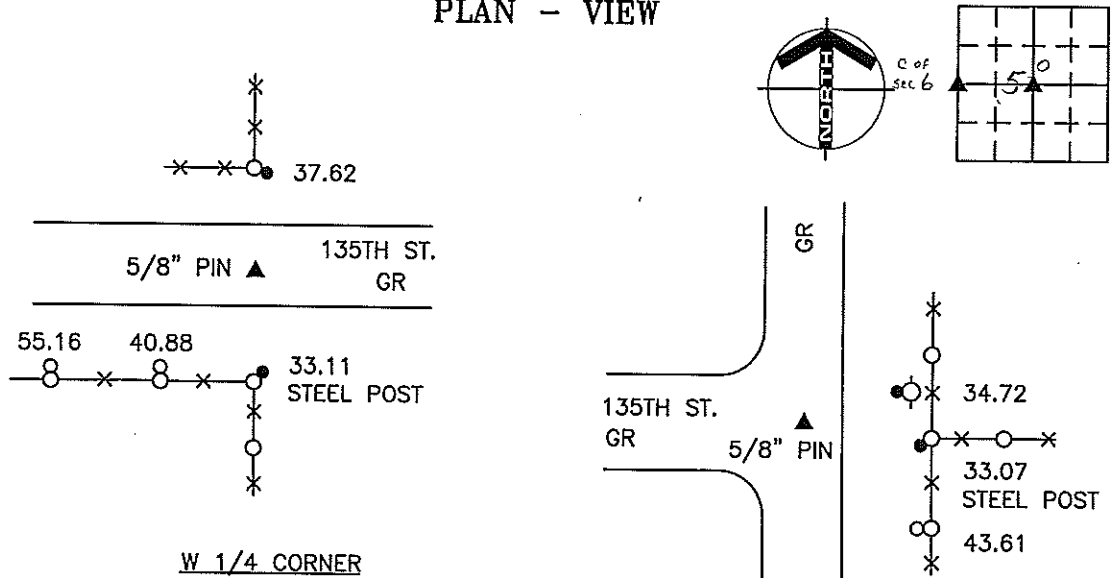 PLAN - VIEW
NORTH
C of
sec 6
5
37.62
135TH ST.
GR
5/8" PIN
55.16
40.88
33.11
STEEL POST
W 1/4 CORNER
GR
135TH ST.
GR
5/8" PIN
34.72
33.07
STEEL POST
43.61